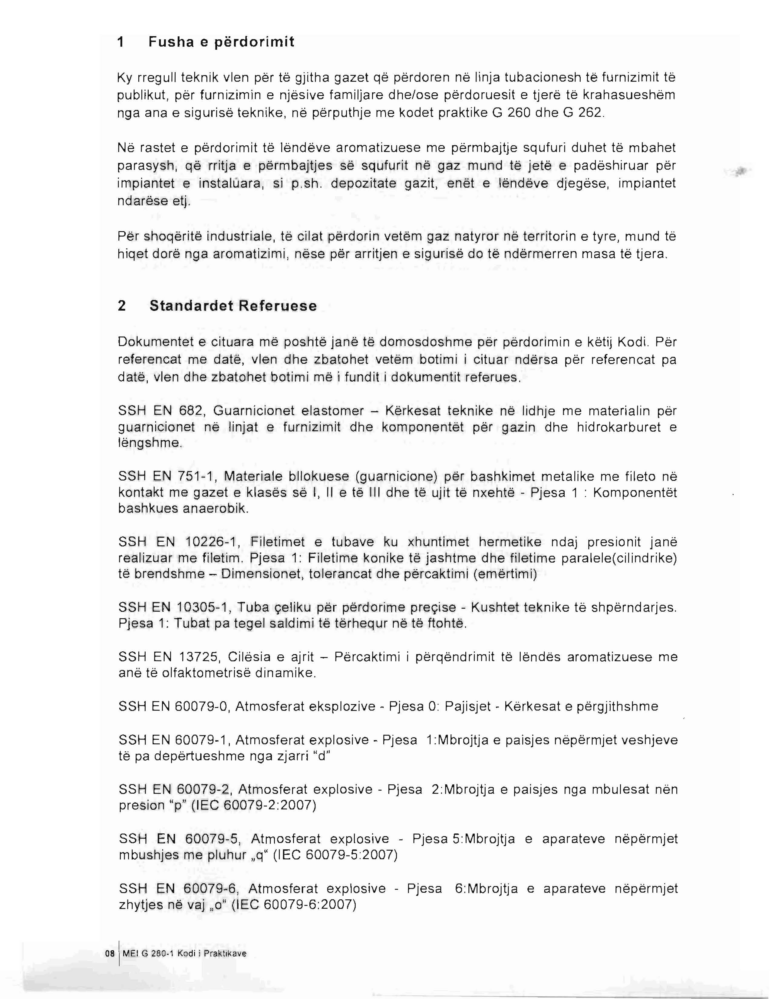 1 Fusha e përdorimit
Ky rregull teknik vlen për të gjitha gazet që përdoren në linja tubacionesh të furnizimit të
publikut, për furnizimin e njësive familjare dhe/ose përdoruesit e tjerë të krahasueshëm
nga ana e sigurisë teknike, në përputhje me kodet praktike G 260 dhe G 262.
Në rastet e përdorimit të lëndëve aromatizuese me përmbajtje squfuri duhet të mbahet
parasysh, që rritja e përmbajtjes së squfurit në gaz mund të jetë e padëshiruar për
impiantet e instaluara, si p.sh. depozitate gazit, enët e lëndëve djegëse, impiantet
ndarëse etj.
Për shoqëritë industriale, të cilat përdorin vetëm gaz natyror në territorin e tyre, mund të
hiqet dorë nga aromatizimi, nëse për arritjen e sigurisë do të ndërmerren masa të tjera.
2 Standardet Referuese
Dokumentet e cituara më poshtë janë të domosdoshme për përdorimin e këtij Kodi. Për
referencat me datë, vlen dhe zbatohet vetëm botimi i cituar ndërsa për referencat pa
datë, vlen dhe zbatohet botimi më i fundit i dokumentit referues.
SSH EN 682, Guarnicionet elastomer – Kërkesat teknike në lidhje me materialin për
guarnicionet në linjat e furnizimit dhe komponentët për gazin dhe hidrokarburet e
lëngshme.
SSH EN 751-1, Materiale bllokuese (guarnicione) për bashkimet metalike me fileto në
kontakt me gazet e klasës së I, II e të III dhe të ujit të nxehtë - Pjesa 1 : Komponentët
bashkues anaerobik.
SSH EN 10226-1, Filetimet e tubave ku xhuntimet hermetike ndaj presionit janë
realizuar me filetim. Pjesa 1: Filetime konike të jashtme dhe filetime paralele(cilindrike)
të brendshme – Dimensionet, tolerancat dhe përcaktimi (emërtimi)
SSH EN 10305-1, Tuba çeliku për përdorime preçise - Kushtet teknike të shpërndarjes.
Pjesa 1: Tubat pa tegel saldimi të tërhequr në të ftohtë.
SSH EN 13725, Cilësia e ajrit – Përcaktimi i përqëndrimit të lëndës aromatizuese me
anë të olfaktometrisë dinamike.
SSH EN 60079-0, Atmosferat eksplozive - Pjesa 0: Pajisjet - Kërkesat e përgjithshme
SSH EN 60079-1, Atmosferat explosive - Pjesa 1:Mbrojtja e paisjes nëpërmjet veshjeve
të pa depërtueshme nga zjarri “d”
SSH EN 60079-2, Atmosferat explosive - Pjesa 2:Mbrojtja e paisjes nga mbulesat nën
presion “p” (IEC 60079-2:2007)
SSH EN 60079-5, Atmosferat explosive - Pjesa 5:Mbrojtja e aparateve nëpërmjet
mbushjes me pluhur „q“ (IEC 60079-5:2007)
SSH EN 60079-6, Atmosferat explosive - Pjesa 6:Mbrojtja e aparateve nëpërmjet
zhytjes në vaj „o“ (IEC 60079-6:2007)
08 MEI G 280-1 Kodi i Praktikave